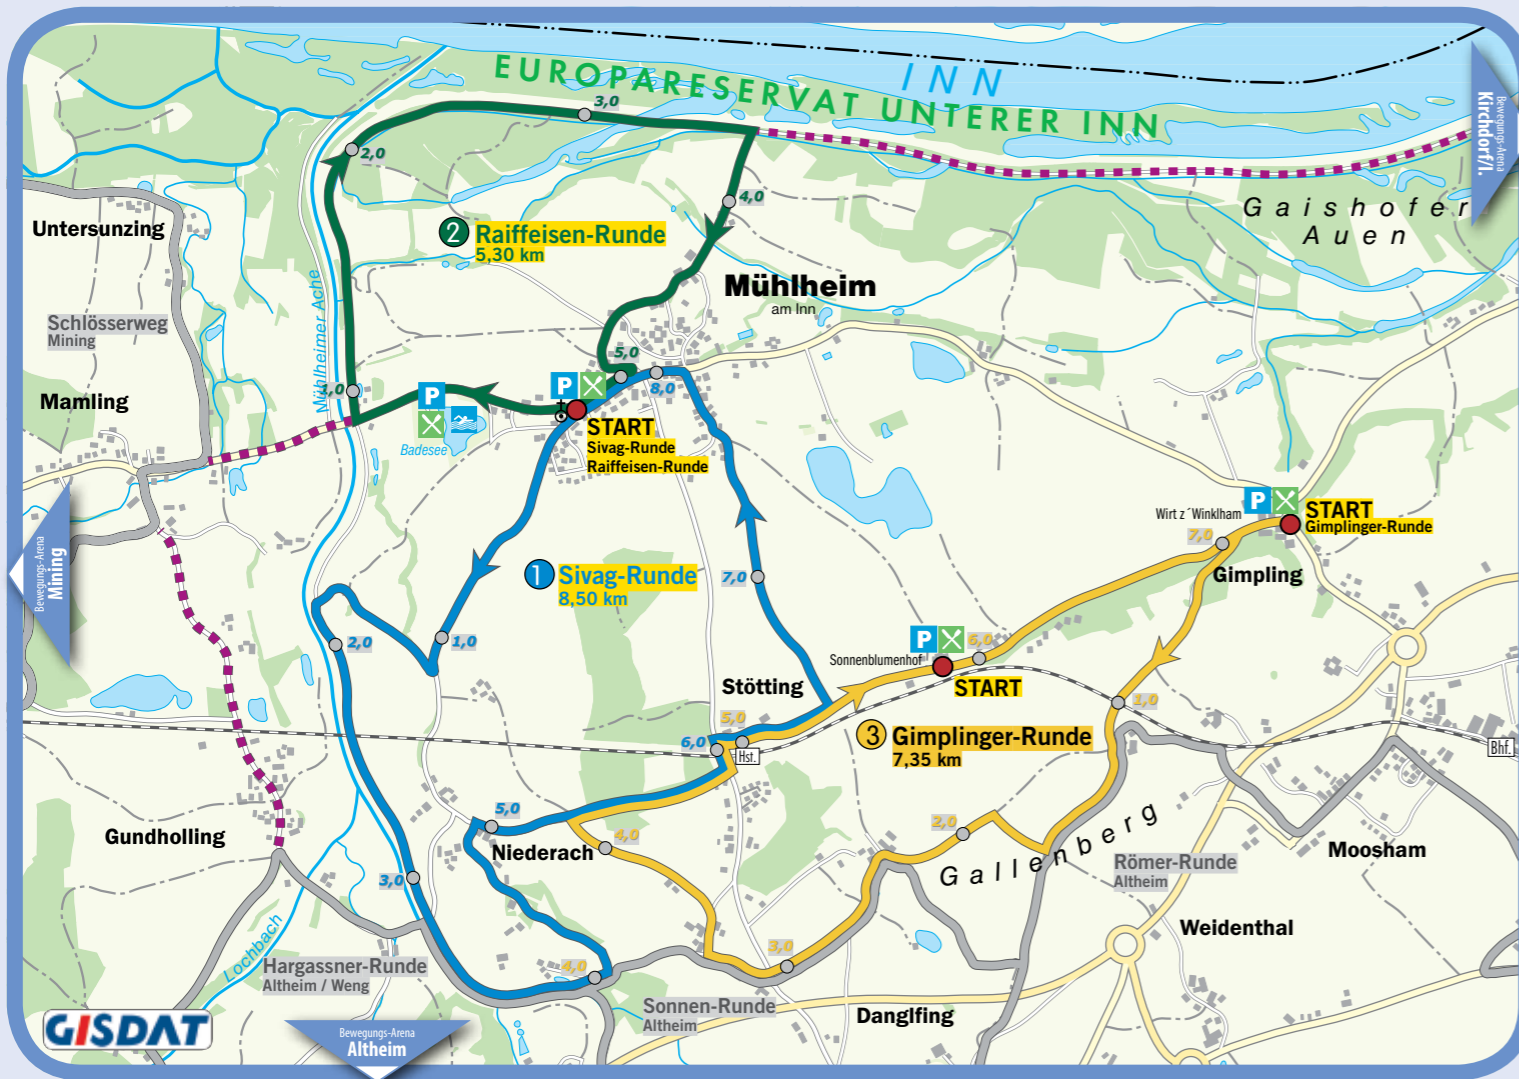 INN
EUROPARESERVAT UNTERER INN
Bewegungs-Arena
Kirchdorf/I.
3,0
2,0
4,0
Gaishofer
Auen
Untersunzing
2 Raiffeisen-Runde
5,30 km
Mühlheim
am Inn
Mühlheimer Ache
Schlösserweg
Mining
5,0
8,0
1,0
P
P
Mamling
Badesee
START
Sivag-Runde
Raiffeisen-Runde
Wirt z´Winklham
P
START
Gimplinger-Runde
7,0
Gimpling
Bewegungs-Arena
Mining
1 Sivag-Runde
8,50 km
7,0
1,0
2,0
P
6,0
Sonnenblumenhof
START
Stötting
1,0
5,0
6,0
Hst.
3 Gimplinger-Runde
7,35 km
Bhf.
5,0
4,0
2,0
Gundholling
Niederach
Gallenberg
Moosham
Römer-Runde
Altheim
3,0
Weidenthal
Lochbach
Hargassner-Runde
Altheim / Weng
4,0
3,0
Sonnen-Runde
Altheim
Danglfing
GISDAT
Bewegungs-Arena
Altheim